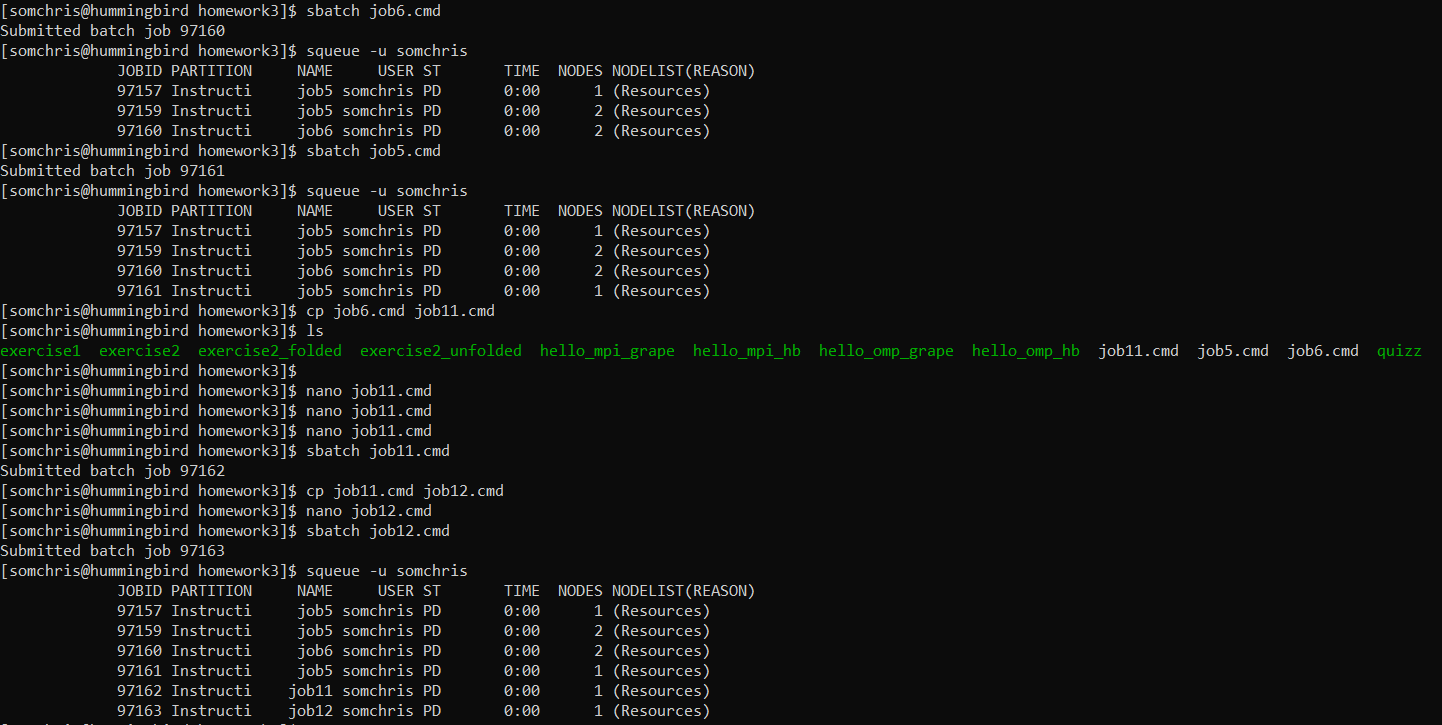 [somchris@hummingbird homework3]$ sbatch job6.cmd
Submitted batch job 97160
[somchris@hummingbird homework3]$ squeue -u somchris
             JOBID PARTITION     NAME     USER ST       TIME  NODES NODELIST(REASON)
             97157 Instructi     job5 somchris PD       0:00      1 (Resources)
             97159 Instructi     job5 somchris PD       0:00      2 (Resources)
             97160 Instructi     job6 somchris PD       0:00      2 (Resources)
[somchris@hummingbird homework3]$ sbatch job5.cmd
Submitted batch job 97161
[somchris@hummingbird homework3]$ squeue -u somchris
             JOBID PARTITION     NAME     USER ST       TIME  NODES NODELIST(REASON)
             97157 Instructi     job5 somchris PD       0:00      1 (Resources)
             97159 Instructi     job5 somchris PD       0:00      2 (Resources)
             97160 Instructi     job6 somchris PD       0:00      2 (Resources)
             97161 Instructi     job5 somchris PD       0:00      1 (Resources)
[somchris@hummingbird homework3]$ cp job6.cmd job11.cmd
[somchris@hummingbird homework3]$ ls
exercise1  exercise2  exercise2_folded  exercise2_unfolded  hello_mpi_grape  hello_mpi_hb  hello_omp_grape  hello_omp_hb  job11.cmd  job5.cmd  job6.cmd  quizz
[somchris@hummingbird homework3]$
[somchris@hummingbird homework3]$ nano job11.cmd
[somchris@hummingbird homework3]$ nano job11.cmd
[somchris@hummingbird homework3]$ nano job11.cmd
[somchris@hummingbird homework3]$ sbatch job11.cmd
Submitted batch job 97162
[somchris@hummingbird homework3]$ cp job11.cmd job12.cmd
[somchris@hummingbird homework3]$ nano job12.cmd
[somchris@hummingbird homework3]$ sbatch job12.cmd
Submitted batch job 97163
[somchris@hummingbird homework3]$ squeue -u somchris
             JOBID PARTITION     NAME     USER ST       TIME  NODES NODELIST(REASON)
             97157 Instructi     job5 somchris PD       0:00      1 (Resources)
             97159 Instructi     job5 somchris PD       0:00      2 (Resources)
             97160 Instructi     job6 somchris PD       0:00      2 (Resources)
             97161 Instructi     job5 somchris PD       0:00      1 (Resources)
             97162 Instructi    job11 somchris PD       0:00      1 (Resources)
             97163 Instructi    job12 somchris PD       0:00      1 (Resources)